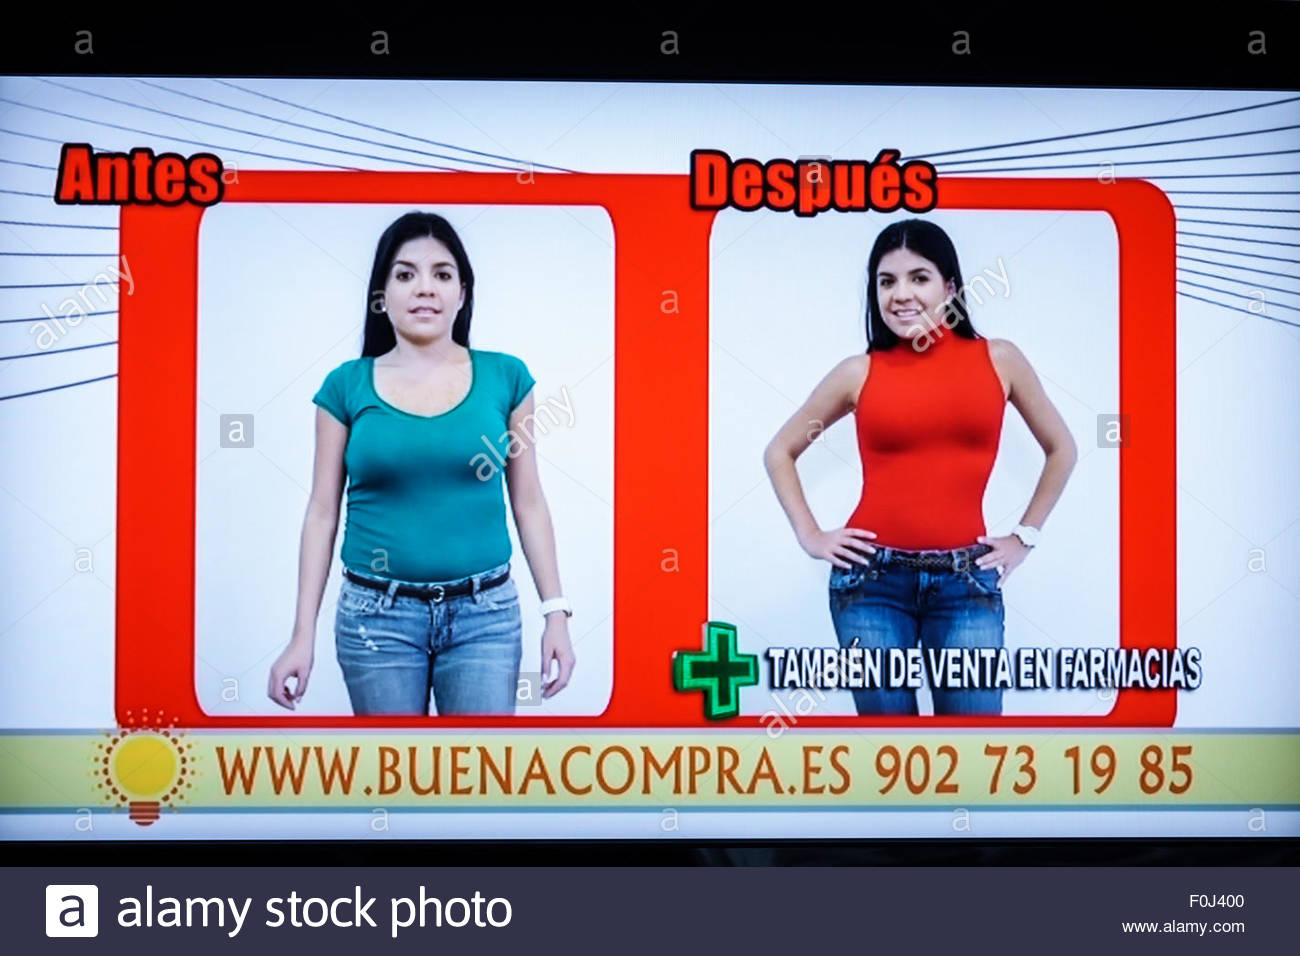 Antes
Después
TAMBIÉN DE VENTA EN FARMACIAS
WWW.BUENACOMPRA.ES 902 73 19 85
alamy
a alamy stock photo
F0J400
www.alamy.com